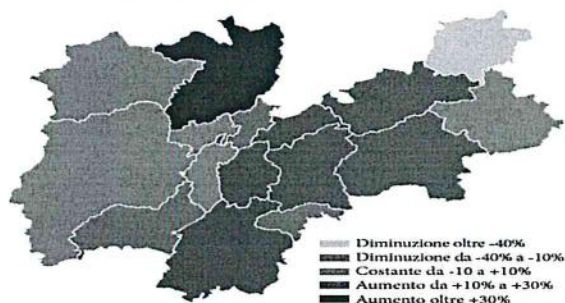 Diminuzione oltre -40%
Diminuzione da -40% a -10%
Costante da -10 a +10%
Aumento da +10% a +30%
Aumento oltre +30%